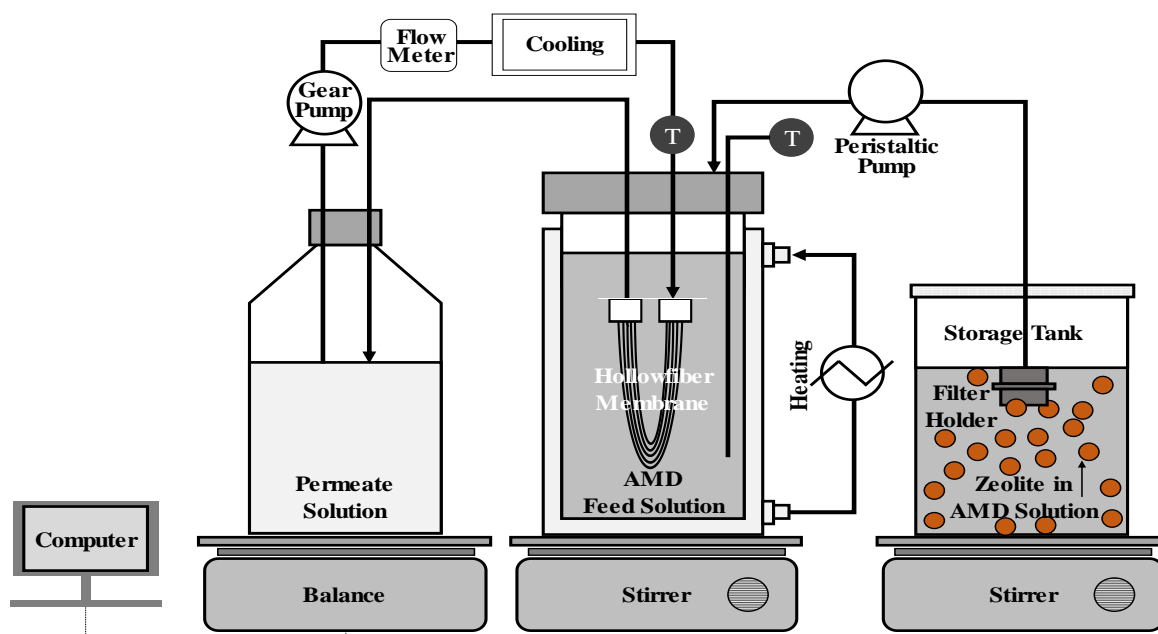 Flow
Meter
Cooling
Gear
Pump
T
T
Peristaltic
Pump
Storage Tank
Heating
Hollowfiber
Membrane
Filter
Holder
AMD
Feed Solution
Permeate
Solution
Zeolite in
AMD Solution
Computer
Balance
Stirrer
Stirrer